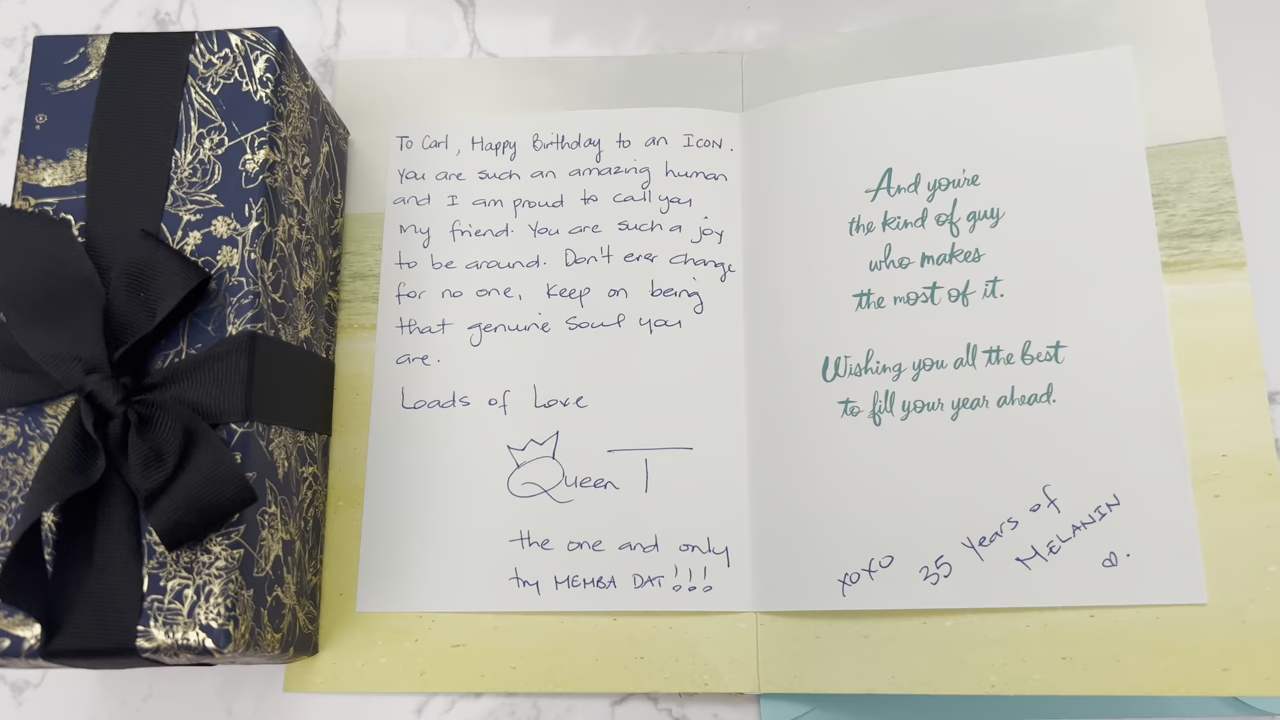 To Carl, Happy Birthday to an ICON.
You are such an amazing human
and I am proud to call you
my friend. You are such a joy
to be around. Don't ever change
for no one, keep on being
that genuine soul you
are.
Loads of Love
Queen T
the one and only
try MEMBA DAT!!!
And you're
the kind of guy
who makes
the most of it.
Wishing you all the best
to fill your year ahead.
xoxo 35 Years of
MELANIN